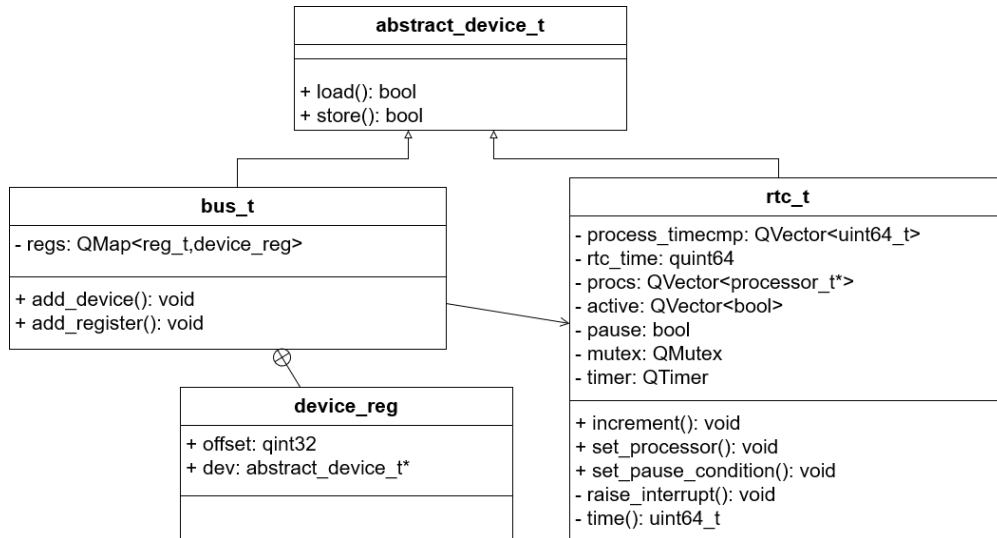 abstract_device_t
+ load(): bool
+ store(): bool
bus_t
- regs: QMap<reg_t,device_reg>
+ add_device(): void
+ add_register(): void
rtc_t
- process_timecmp: QVector<uint64_t>
- rtc_time: quint64
- procs: QVector<processor_t*>
- active: QVector<bool>
- pause: bool
- mutex: QMutex
- timer: QTimer
+ increment(): void
+ set_processor(): void
+ set_pause_condition(): void
- raise_interrupt(): void
- time(): uint64_t
device_reg
+ offset: qint32
+ dev: abstract_device_t*